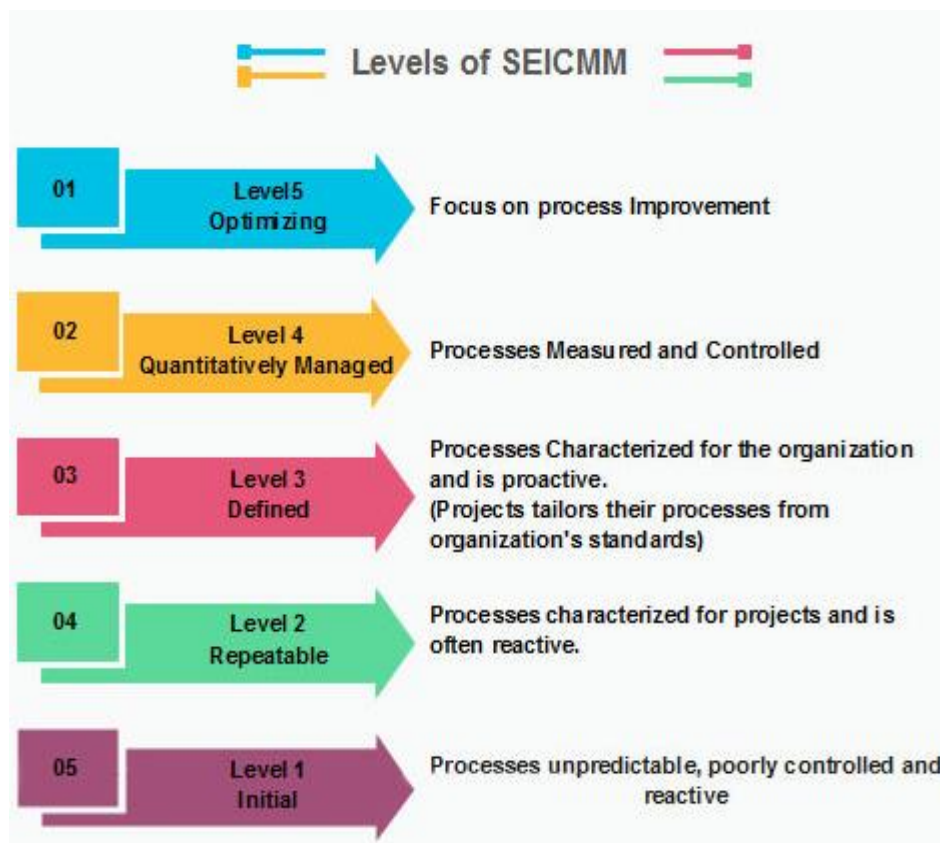 Levels of SEICMM
01
Level5
Optimizing
Focus on process Improvement
02
Level 4
Quantitatively Managed
Processes Measured and Controlled
03
Level 3
Defined
Processes Characterized for the organization
and is proactive.
(Projects tailors their processes from
organization's standards)
04
Level 2
Repeatable
Processes characterized for projects and is
often reactive.
05
Level 1
Initial
Processes unpredictable, poorly controlled and
reactive